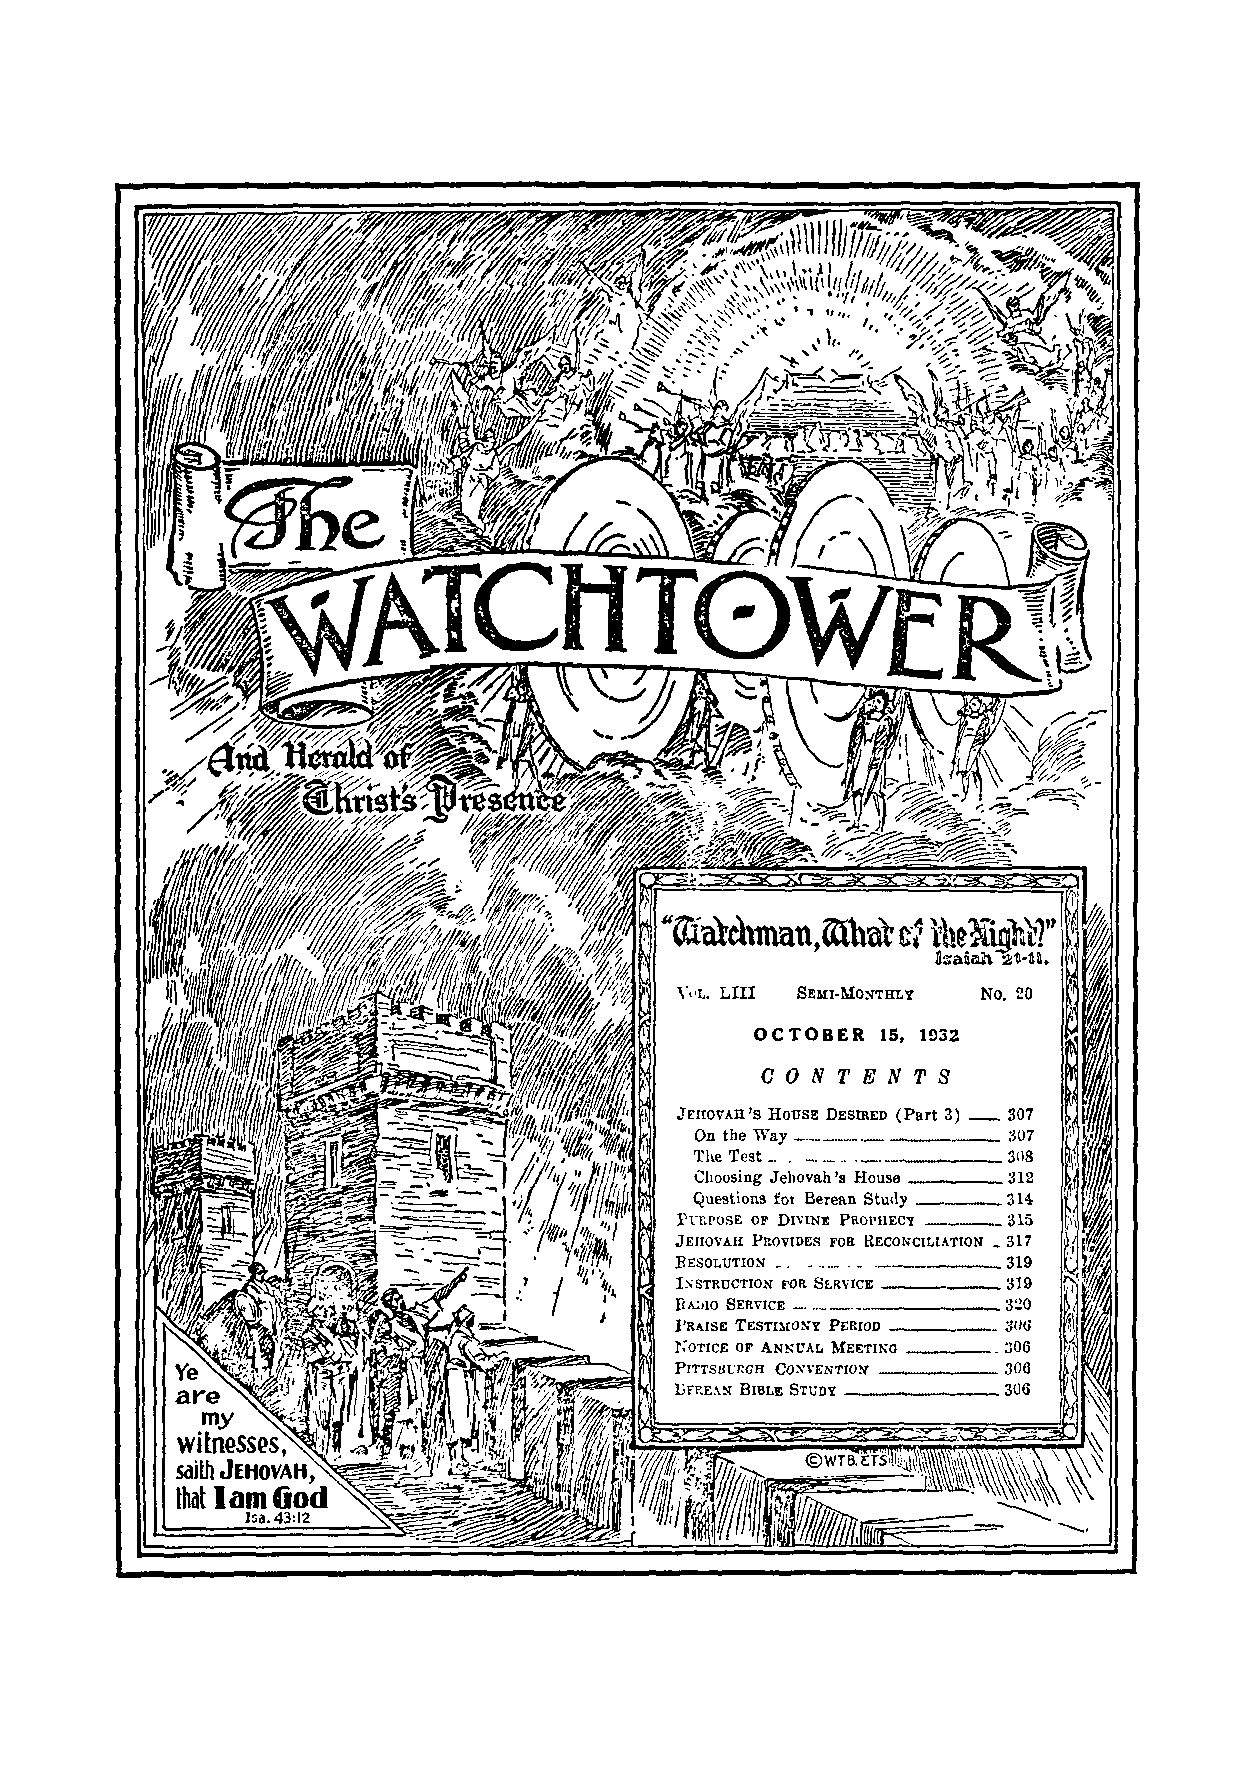 The
WATCHTOWER
And Herald of
Christ's Presence
"Watchman, What of the Night?"
Isaiah 21-11.
VOL. LIII SEMI-MONTHLY No. 20
OCTOBER 15, 1932
CONTENTS
JEHOVAH'S HOUSE DESIRED (Part 3) 307
On the Way 307
The Test 308
Choosing Jehovah's House 312
Questions for Berean Study 314
PURPOSE OF DIVINE PROPHECY 315
JEHOVAH PROVIDES FOR RECONCILIATION 317
RESOLUTION 319
INSTRUCTION FOR SERVICE 319
RADIO SERVICE 320
PRAISE TESTIMONY PERIOD 306
NOTICE OF ANNUAL MEETING 306
PITTSBURGH CONVENTION 306
BEREAN BIBLE STUDY 306
©WTB.&TS
Ye
are
my
witnesses,
saith JEHOVAH,
that I am God
Isa. 43:12